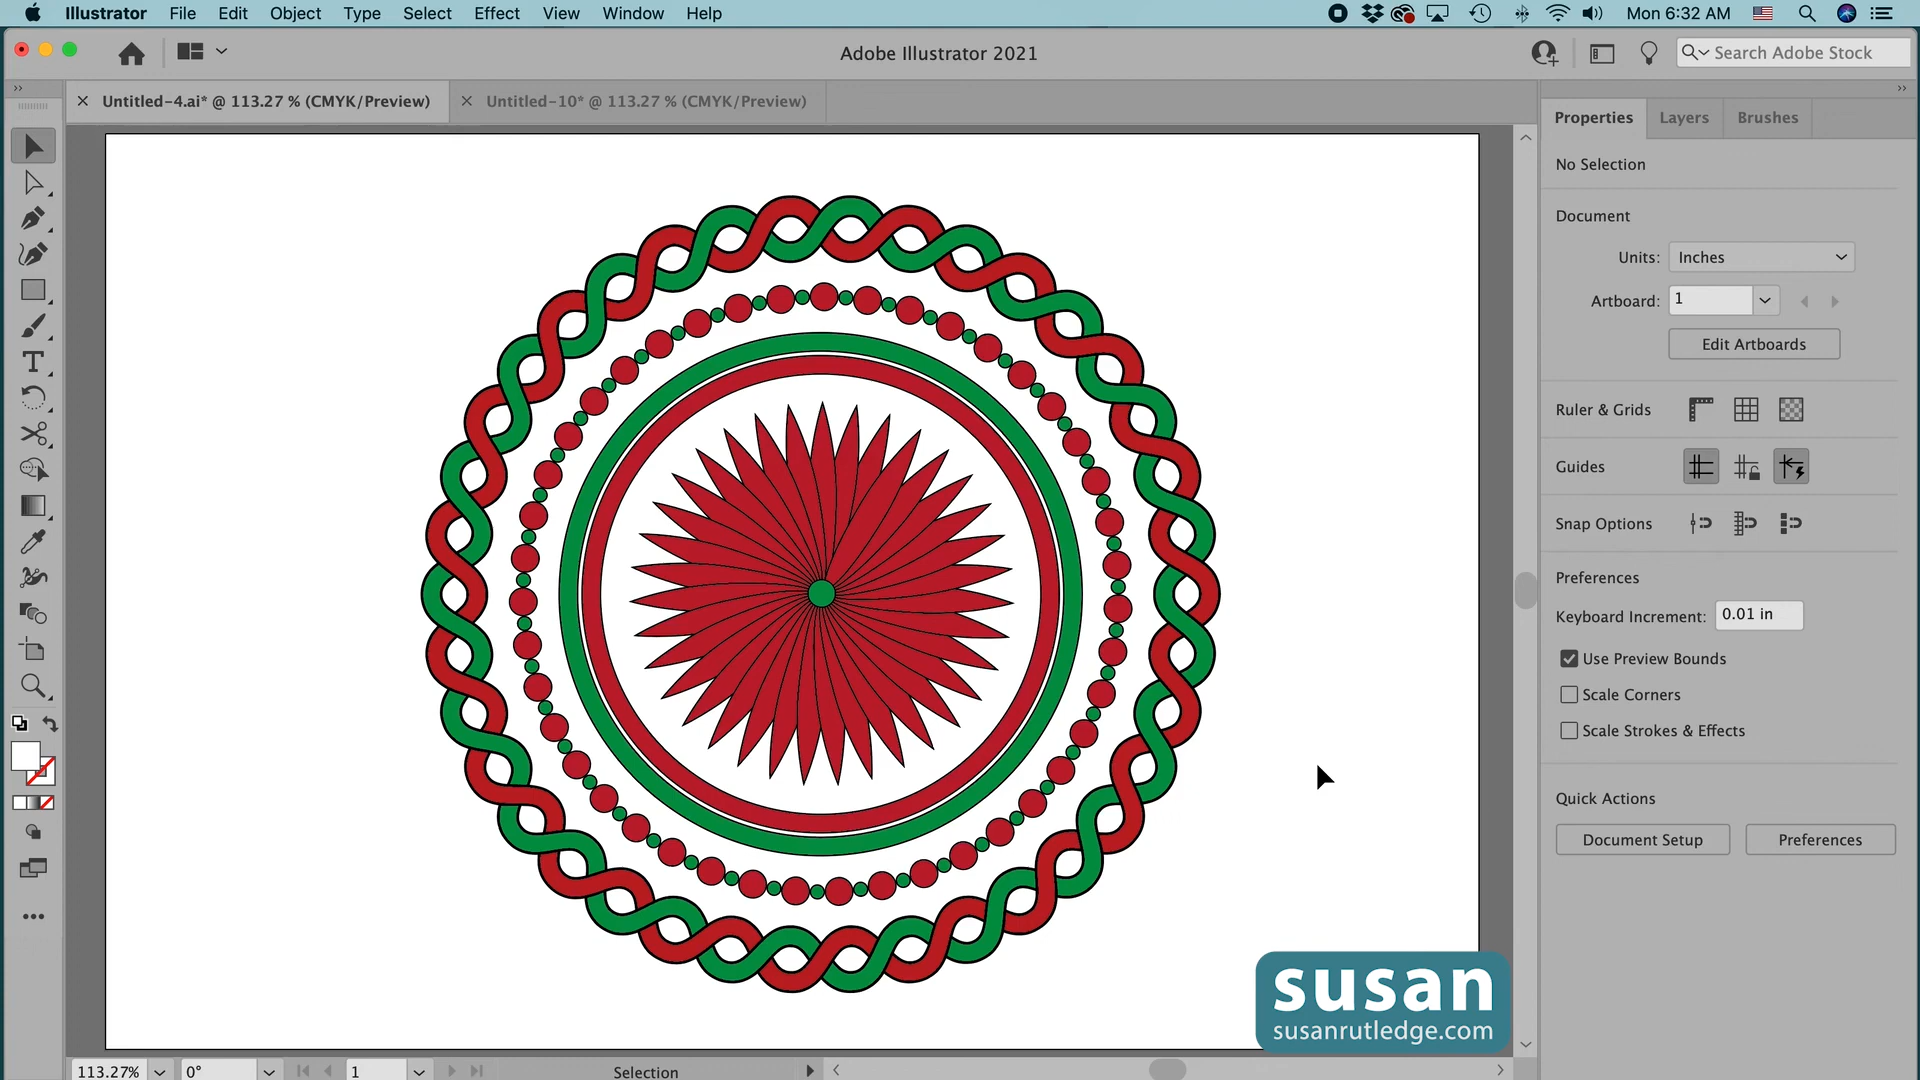 Illustrator File Edit Object Type Select Effect View Window Help Mon 6:32 AM
Adobe Illustrator 2021 Search Adobe Stock
Untitled-4.ai* @ 113.27 % (CMYK/Preview) Untitled-10* @ 113.27 % (CMYK/Preview)
Properties Layers Brushes
No Selection
Document
Units: Inches
Artboard: 1
Edit Artboards
Ruler & Grids
Guides
Snap Options
Preferences
Keyboard Increment: 0.01 in
Use Preview Bounds
Scale Corners
Scale Strokes & Effects
Quick Actions
Document Setup Preferences
susan
susanrutledge.com
113.27% 0° 1 Selection